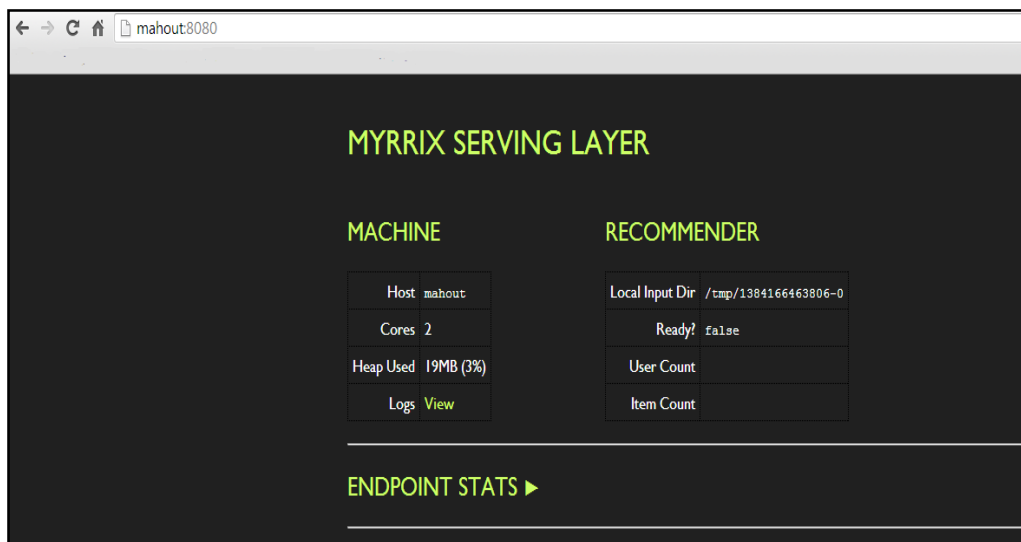 mahout:8080
MYRRIX SERVING LAYER
MACHINE
Host mahout
Cores 2
Heap Used 19MB (3%)
Logs View
RECOMMENDER
Local Input Dir /tmp/1384166463806-0
Ready? false
User Count
Item Count
ENDPOINT STATS ▶